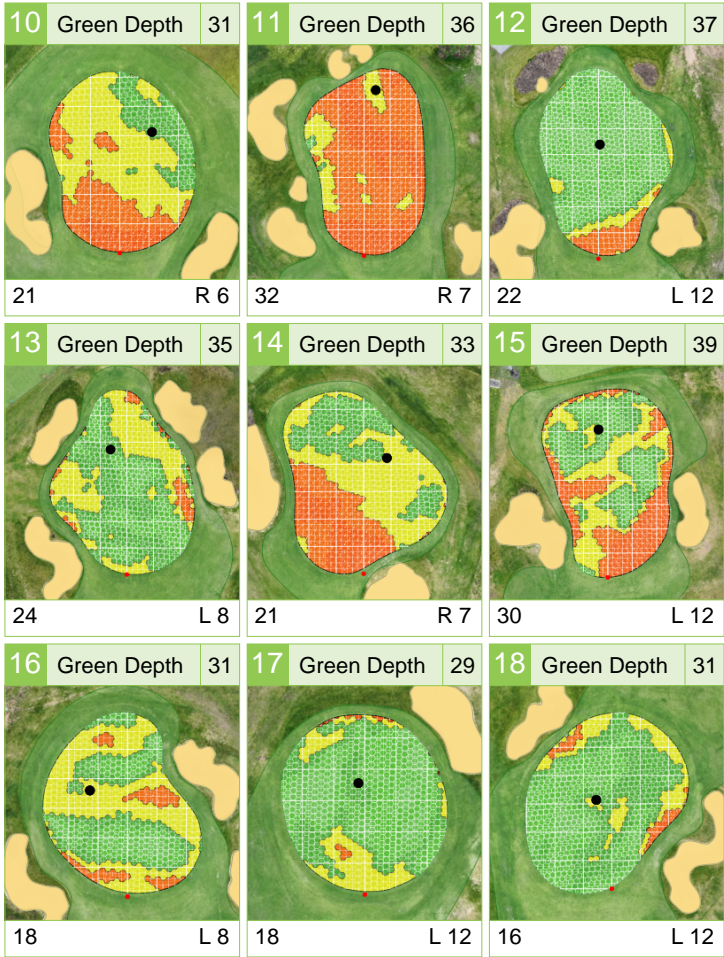 10 Green Depth 31
11 Green Depth 36
12 Green Depth 37
21 R 6
32 R 7
22 L 12
13 Green Depth 35
14 Green Depth 33
15 Green Depth 39
24 L 8
21 R 7
30 L 12
16 Green Depth 31
17 Green Depth 29
18 Green Depth 31
18 L 8
18 L 12
16 L 12